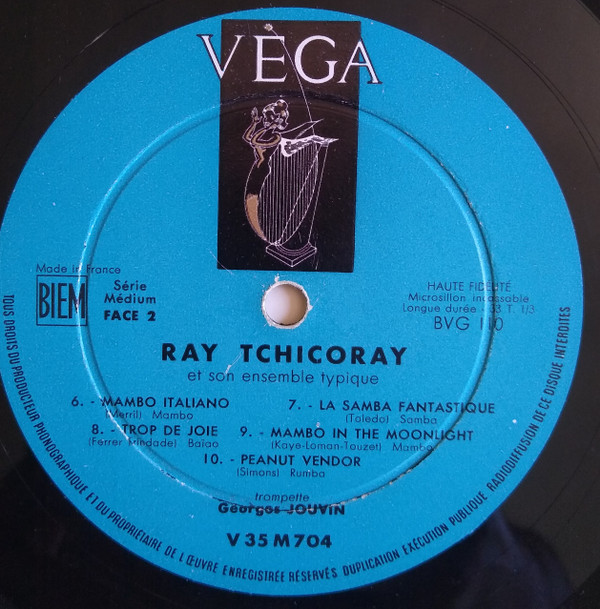 VÉGA
Made in France
BIEM
Série
Médium
FACE 2
HAUTE FIDÉLITÉ
Microsillon incassable
Longue durée - 33 T. 1/3
BVG 110
RAY TCHICORAY
et son ensemble typique
6. - MAMBO ITALIANO
(Merril) Mambo
7. - LA SAMBA FANTASTIQUE
(Toledo) Samba
8. - TROP DE JOIE
(Ferrer Trindade) Baïao
9. - MAMBO IN THE MOONLIGHT
(Kaye-Loman-Touzet) Mambo
10. - PEANUT VENDOR
(Simons) Rumba
trompette
Georges JOUVIN
V 35 M 704
TOUS DROITS DU PRODUCTEUR PHONOGRAPHIQUE ET DU PROPRIÉTAIRE DE L'ŒUVRE ENREGISTRÉE RÉSERVÉS DUPLICATION EXÉCUTION PUBLIQUE RADIODIFFUSION DE CE DISQUE INTERDITES